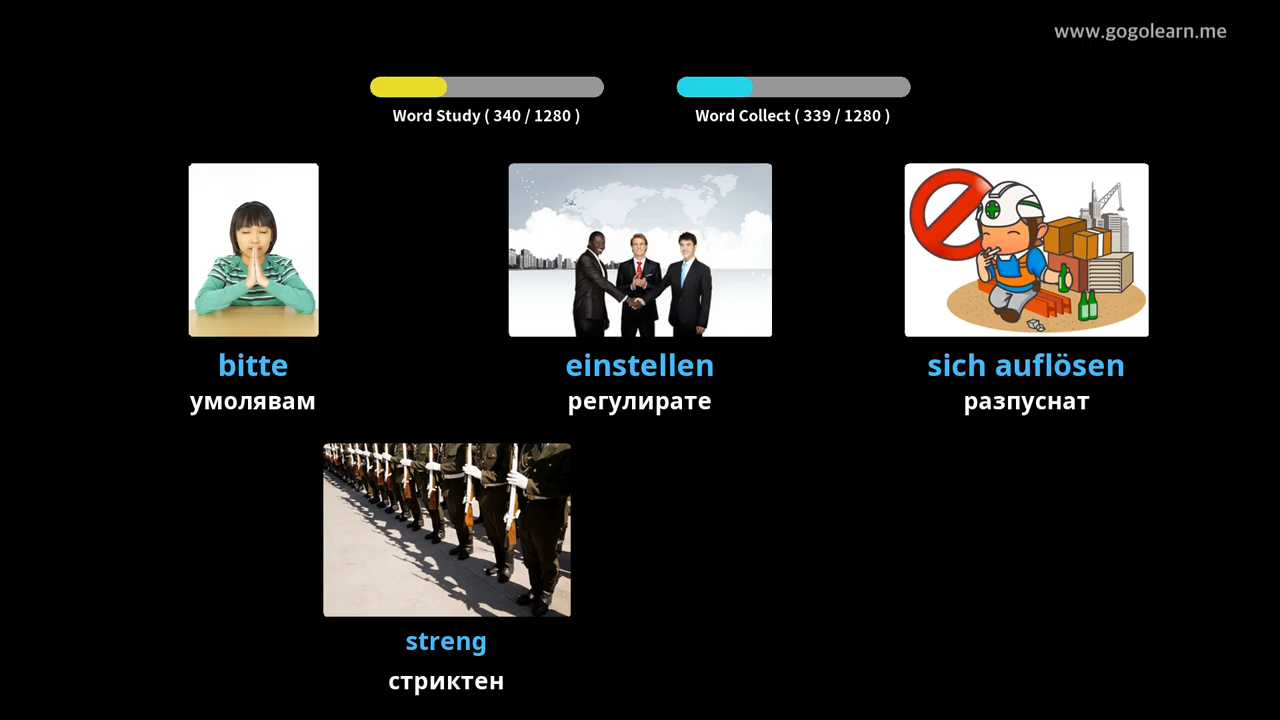 www.gogolearn.me
Word Study ( 340 / 1280 )
Word Collect ( 339 / 1280 )
bitte
умолявам
einstellen
регулирате
sich auflösen
разпуснат
streng
стриктен